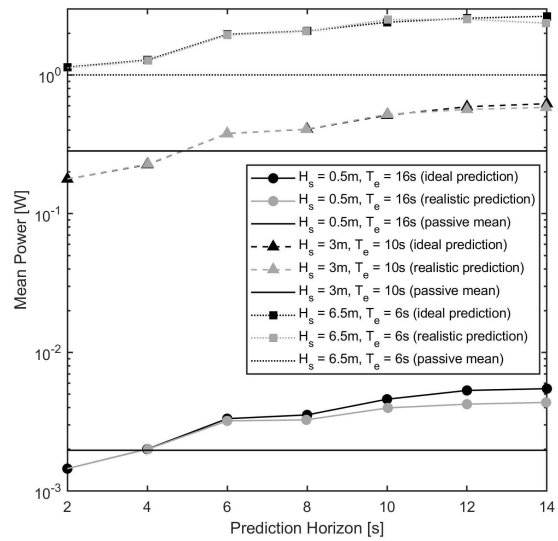 10^0
10^-1
10^-2
10^-3
Mean Power [W]
H_s = 0.5m, T_e = 16s (ideal prediction)
H_s = 0.5m, T_e = 16s (realistic prediction)
H_s = 0.5m, T_e = 16s (passive mean)
H_s = 3m, T_e = 10s (ideal prediction)
H_s = 3m, T_e = 10s (realistic prediction)
H_s = 3m, T_e = 10s (passive mean)
H_s = 6.5m, T_e = 6s (ideal prediction)
H_s = 6.5m, T_e = 6s (realistic prediction)
H_s = 6.5m, T_e = 6s (passive mean)
2 4 6 8 10 12 14
Prediction Horizon [s]